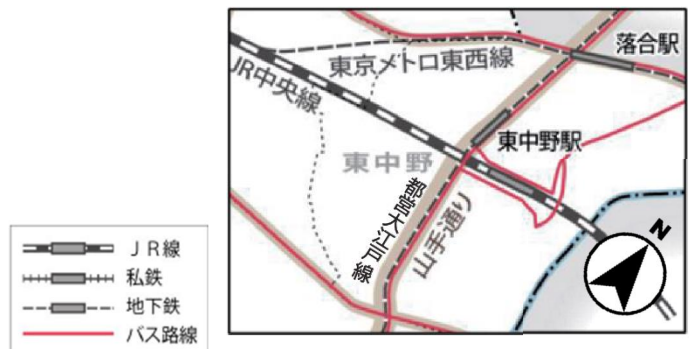 落合駅
東京メトロ東西線
JR中央線
東中野駅
東中野
都営大江戸線
山手通り
N
JR線
私鉄
地下鉄
バス路線